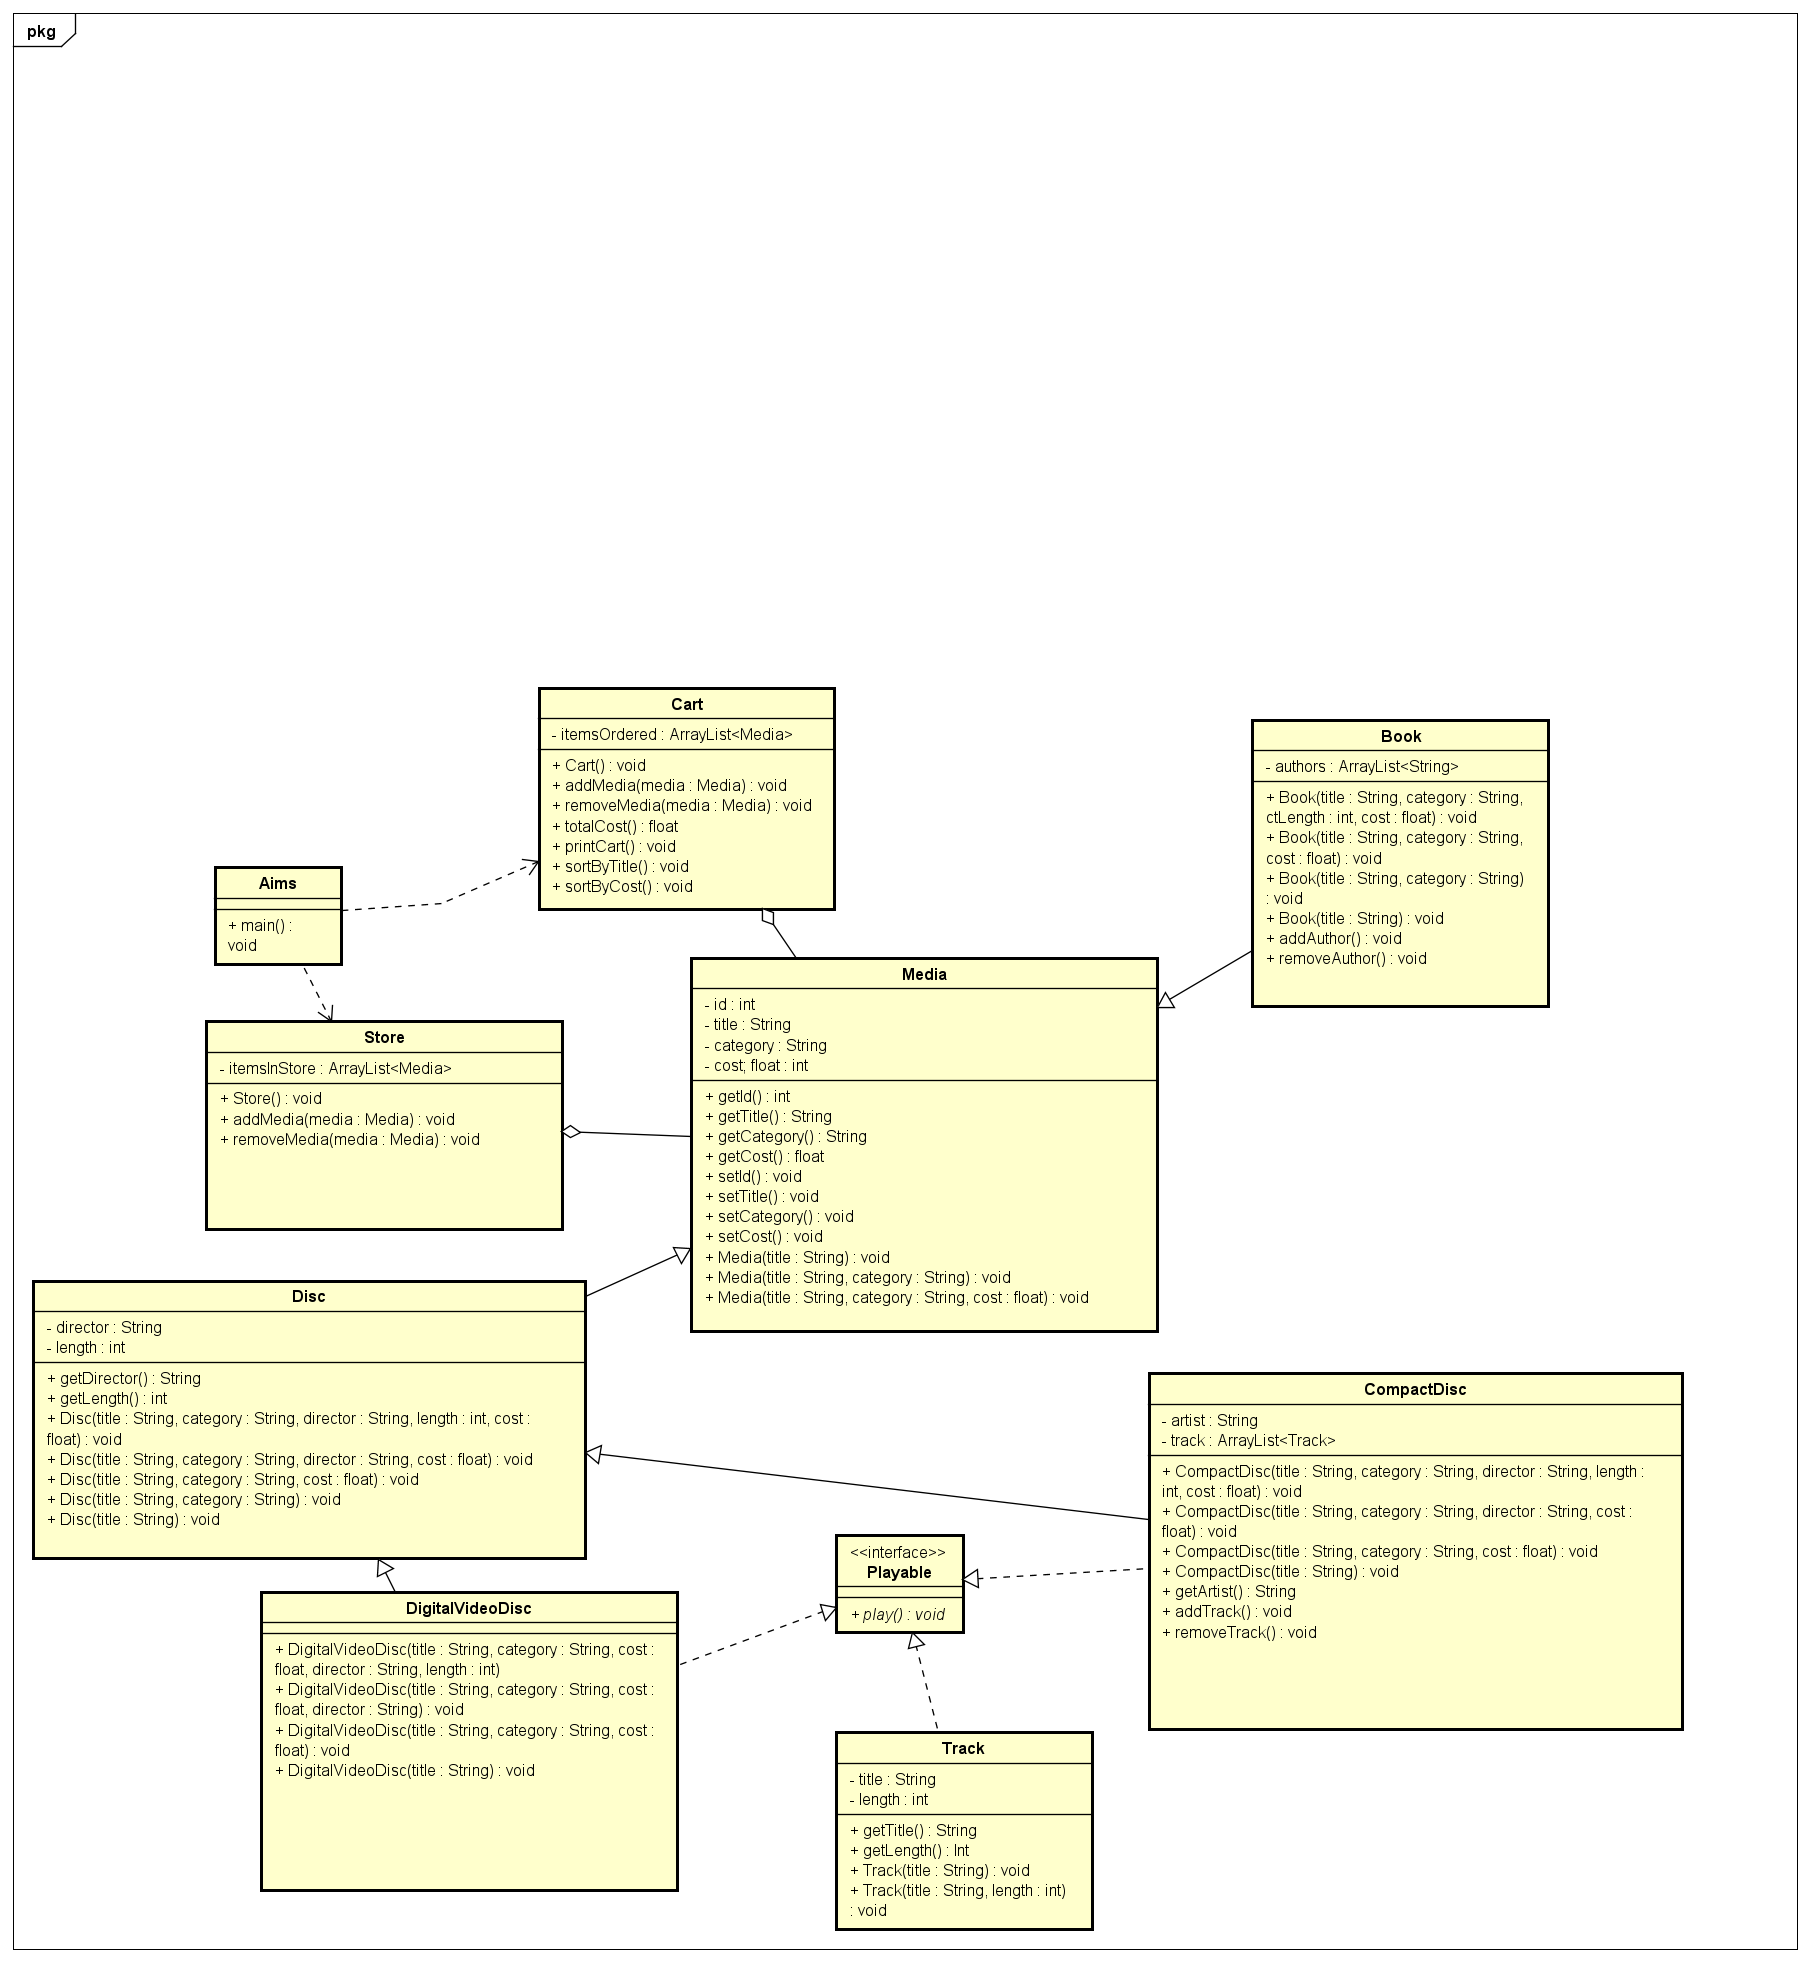 pkg
Cart
- itemsOrdered : ArrayList<Media>
+ Cart() : void
+ addMedia(media : Media) : void
+ removeMedia(media : Media) : void
+ totalCost() : float
+ printCart() : void
+ sortByTitle() : void
+ sortByCost() : void
Book
- authors : ArrayList<String>
+ Book(title : String, category : String,
ctLength : int, cost : float) : void
+ Book(title : String, category : String,
cost : float) : void
+ Book(title : String, category : String)
: void
+ Book(title : String) : void
+ addAuthor() : void
+ removeAuthor() : void
Aims
+ main() :
void
Store
- itemsInStore : ArrayList<Media>
+ Store() : void
+ addMedia(media : Media) : void
+ removeMedia(media : Media) : void
Media
- id : int
- title : String
- category : String
- cost; float : int
+ getId() : int
+ getTitle() : String
+ getCategory() : String
+ getCost() : float
+ setId() : void
+ setTitle() : void
+ setCategory() : void
+ setCost() : void
+ Media(title : String) : void
+ Media(title : String, category : String) : void
+ Media(title : String, category : String, cost : float) : void
Disc
- director : String
- length : int
+ getDirector() : String
+ getLength() : int
+ Disc(title : String, category : String, director : String, length : int, cost :
float) : void
+ Disc(title : String, category : String, director : String, cost : float) : void
+ Disc(title : String, category : String, cost : float) : void
+ Disc(title : String, category : String) : void
+ Disc(title : String) : void
CompactDisc
- artist : String
- track : ArrayList<Track>
+ CompactDisc(title : String, category : String, director : String, length :
int, cost : float) : void
+ CompactDisc(title : String, category : String, director : String, cost :
float) : void
+ CompactDisc(title : String, category : String, cost : float) : void
+ CompactDisc(title : String) : void
+ getArtist() : String
+ addTrack() : void
+ removeTrack() : void
<<interface>>
Playable
+ play() : void
DigitalVideoDisc
+ DigitalVideoDisc(title : String, category : String, cost :
float, director : String, length : int)
+ DigitalVideoDisc(title : String, category : String, cost :
float, director : String) : void
+ DigitalVideoDisc(title : String, category : String, cost :
float) : void
+ DigitalVideoDisc(title : String) : void
Track
- title : String
- length : int
+ getTitle() : String
+ getLength() : Int
+ Track(title : String) : void
+ Track(title : String, length : int)
: void